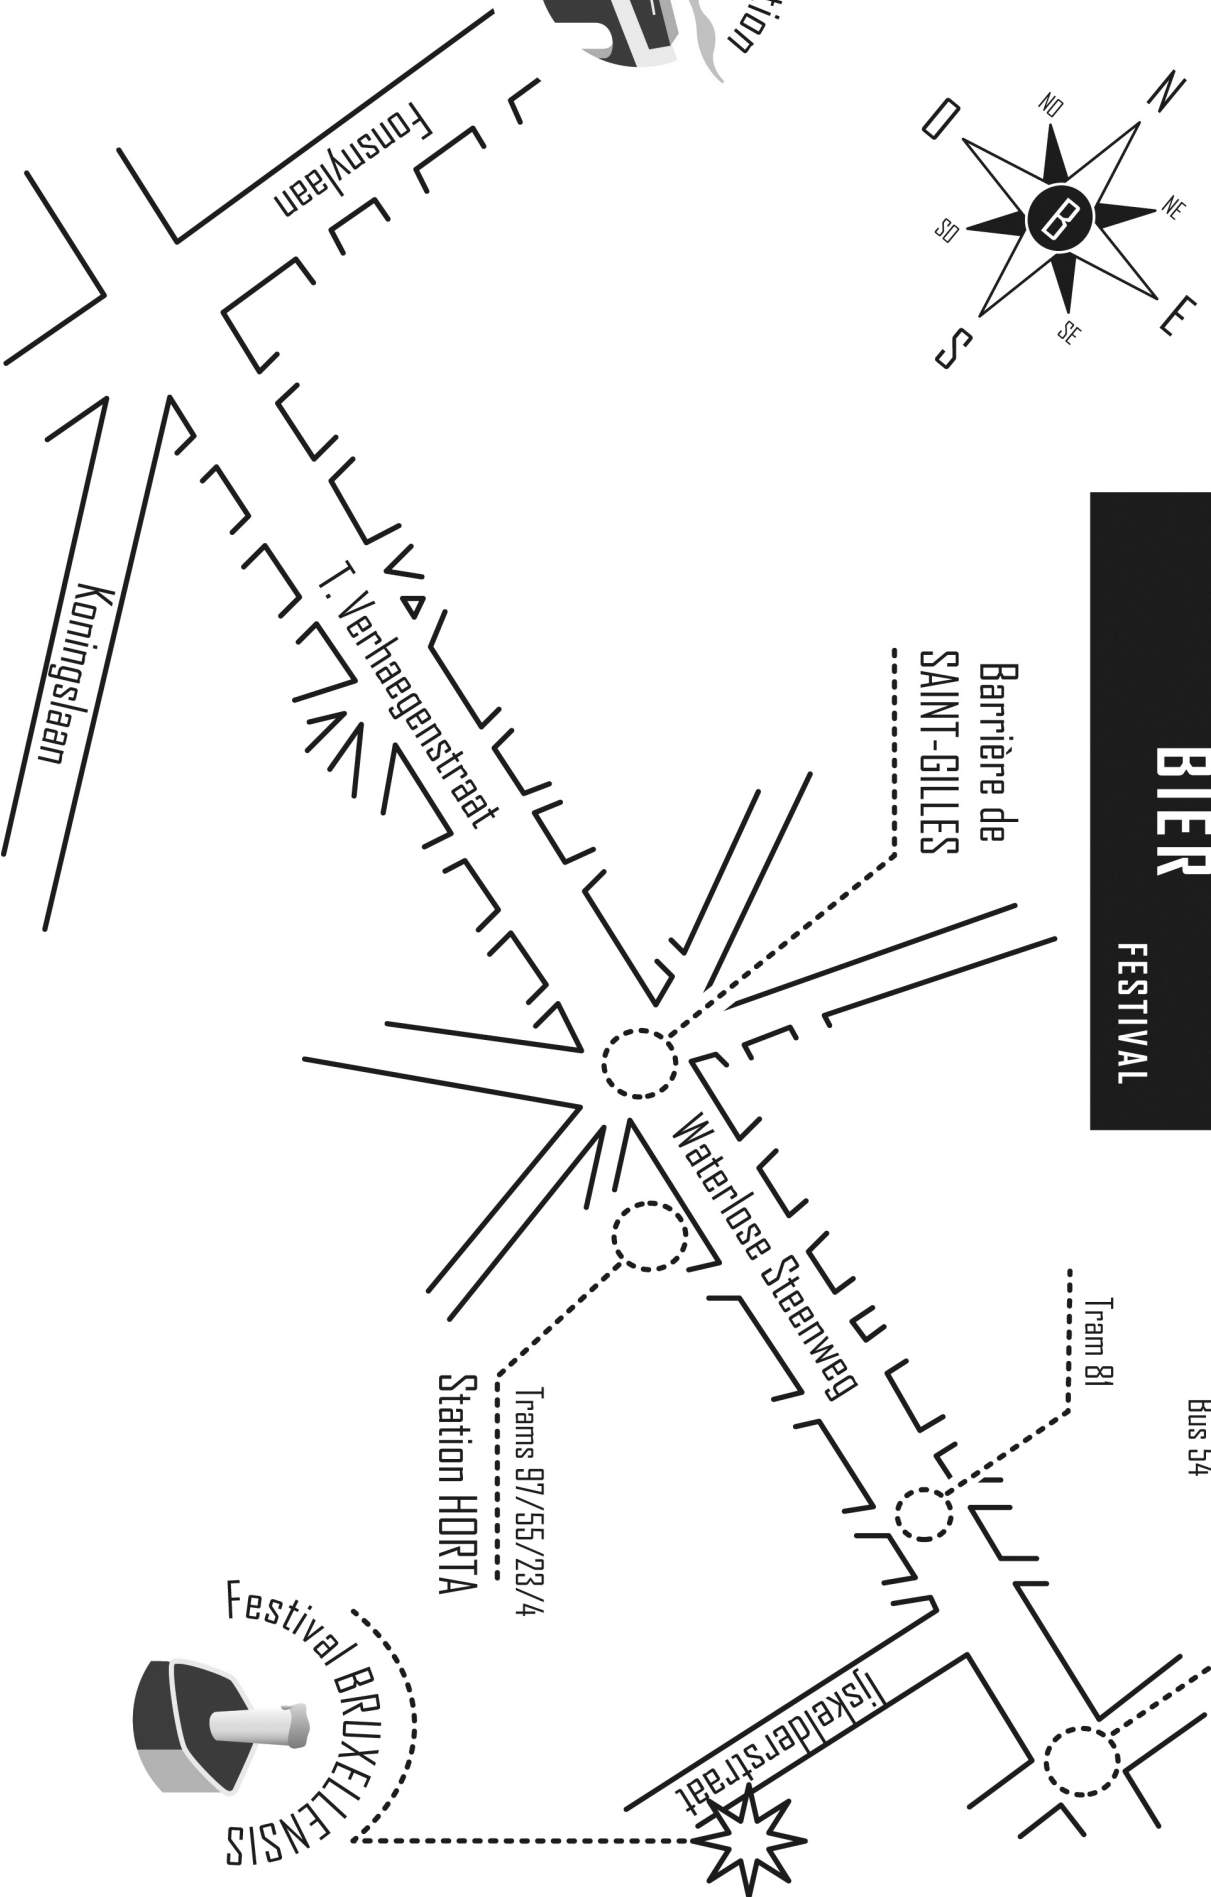 BIER
FESTIVAL
N
NE
E
SE
S
SO
O
NO
B
Fonsnylaan
Koningslaan
T. Verhaegenstraat
Barrière de
SAINT-GILLES
Waterlose Steenweg
Tram 81
Bus 54
Trams 97/55/23/4
Station HORTA
ijskelderstraat
Festival BRUXELLENSIS